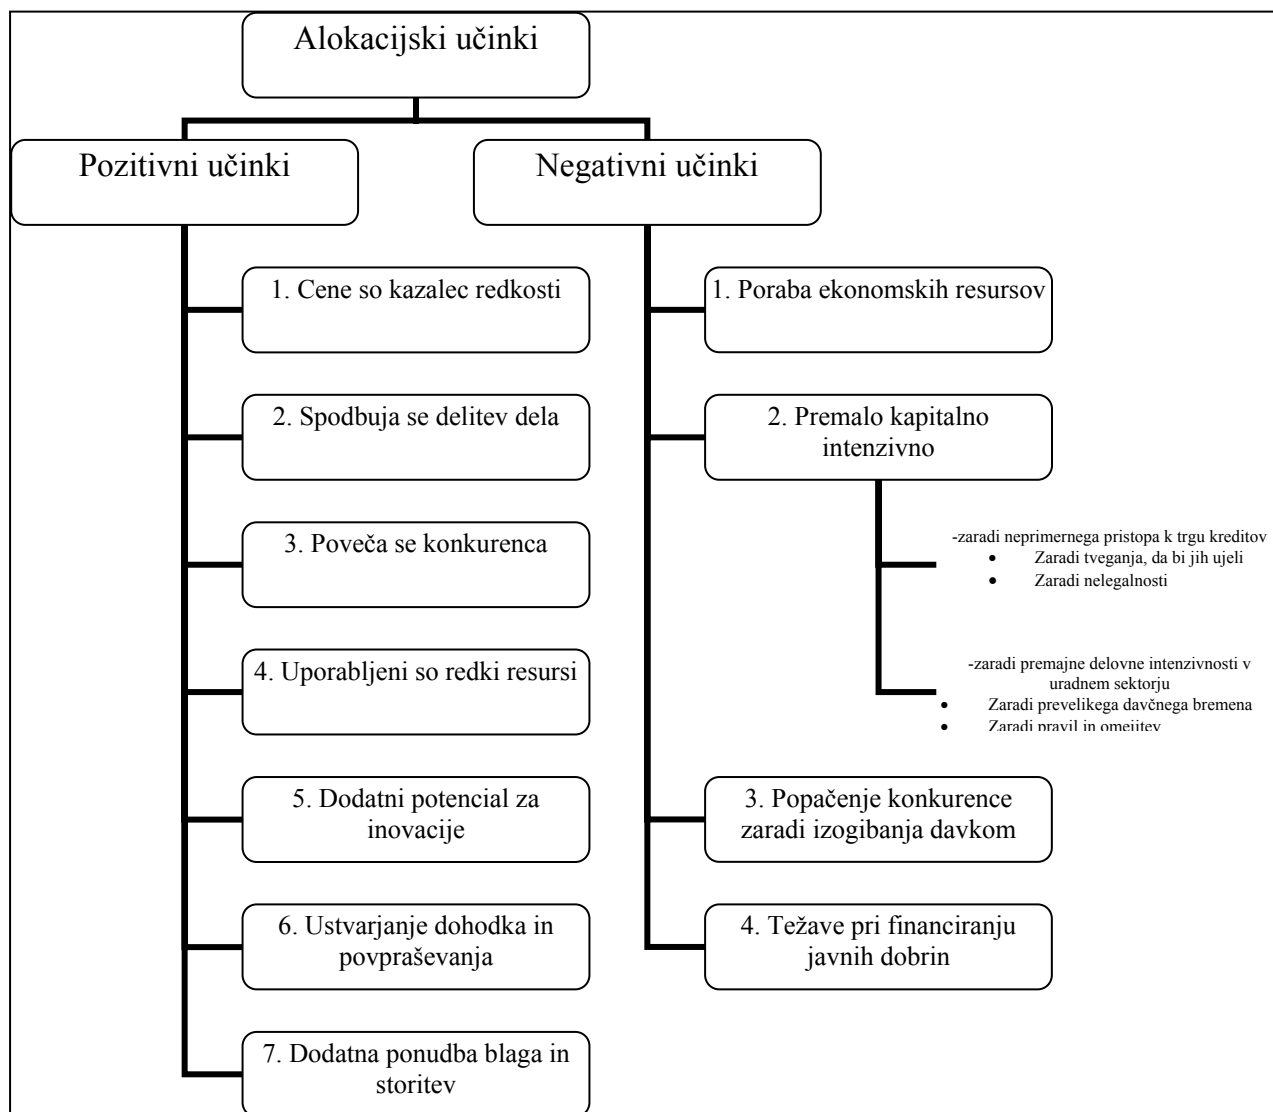 Alokacijski učinki
Pozitivni učinki
Negativni učinki
1. Cene so kazalec redkosti
2. Spodbuja se delitev dela
3. Poveča se konkurenca
4. Uporabljeni so redki resursi
5. Dodatni potencial za
inovacije
6. Ustvarjanje dohodka in
povpraševanja
7. Dodatna ponudba blaga in
storitev
1. Poraba ekonomskih resursov
2. Premalo kapitalno
intenzivno
-zaradi neprimernega pristopa k trgu kreditov
• Zaradi tveganja, da bi jih ujeli
• Zaradi nelegalnosti
-zaradi premajne delovne intenzivnosti v
uradnem sektorju
• Zaradi prevelikega davčnega bremena
• Zaradi pravil in omejitev
3. Popačenje konkurence
zaradi izogibanja davkom
4. Težave pri financiranju
javnih dobrin